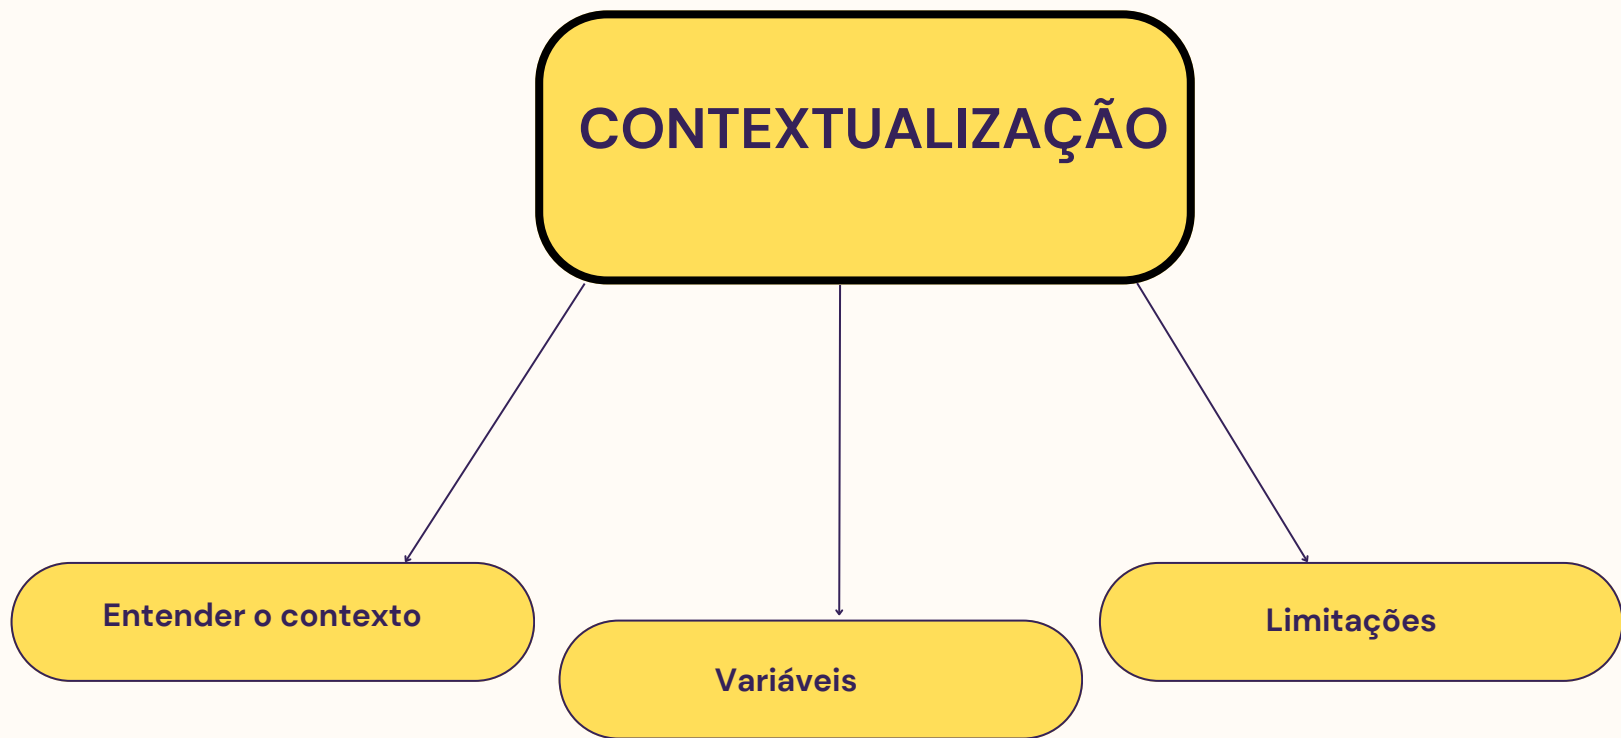 CONTEXTUALIZAÇÃO
Entender o contexto
Variáveis
Limitações